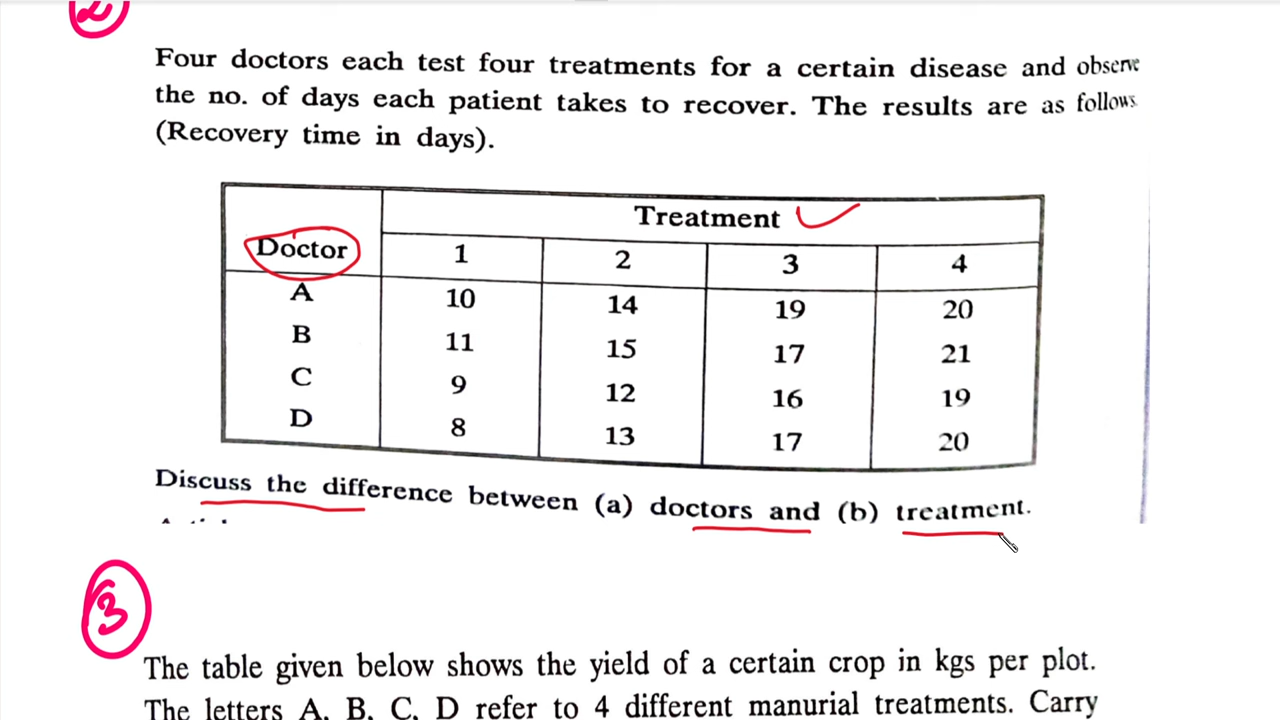 2
Four doctors each test four treatments for a certain disease and observe
the no. of days each patient takes to recover. The results are as follows
(Recovery time in days).
Treatment
Doctor 1 2 3 4
A 10 14 19 20
B 11 15 17 21
C 9 12 16 19
D 8 13 17 20
Discuss the difference between (a) doctors and (b) treatment.
3
The table given below shows the yield of a certain crop in kgs per plot.
The letters A, B, C, D refer to 4 different manurial treatments. Carry